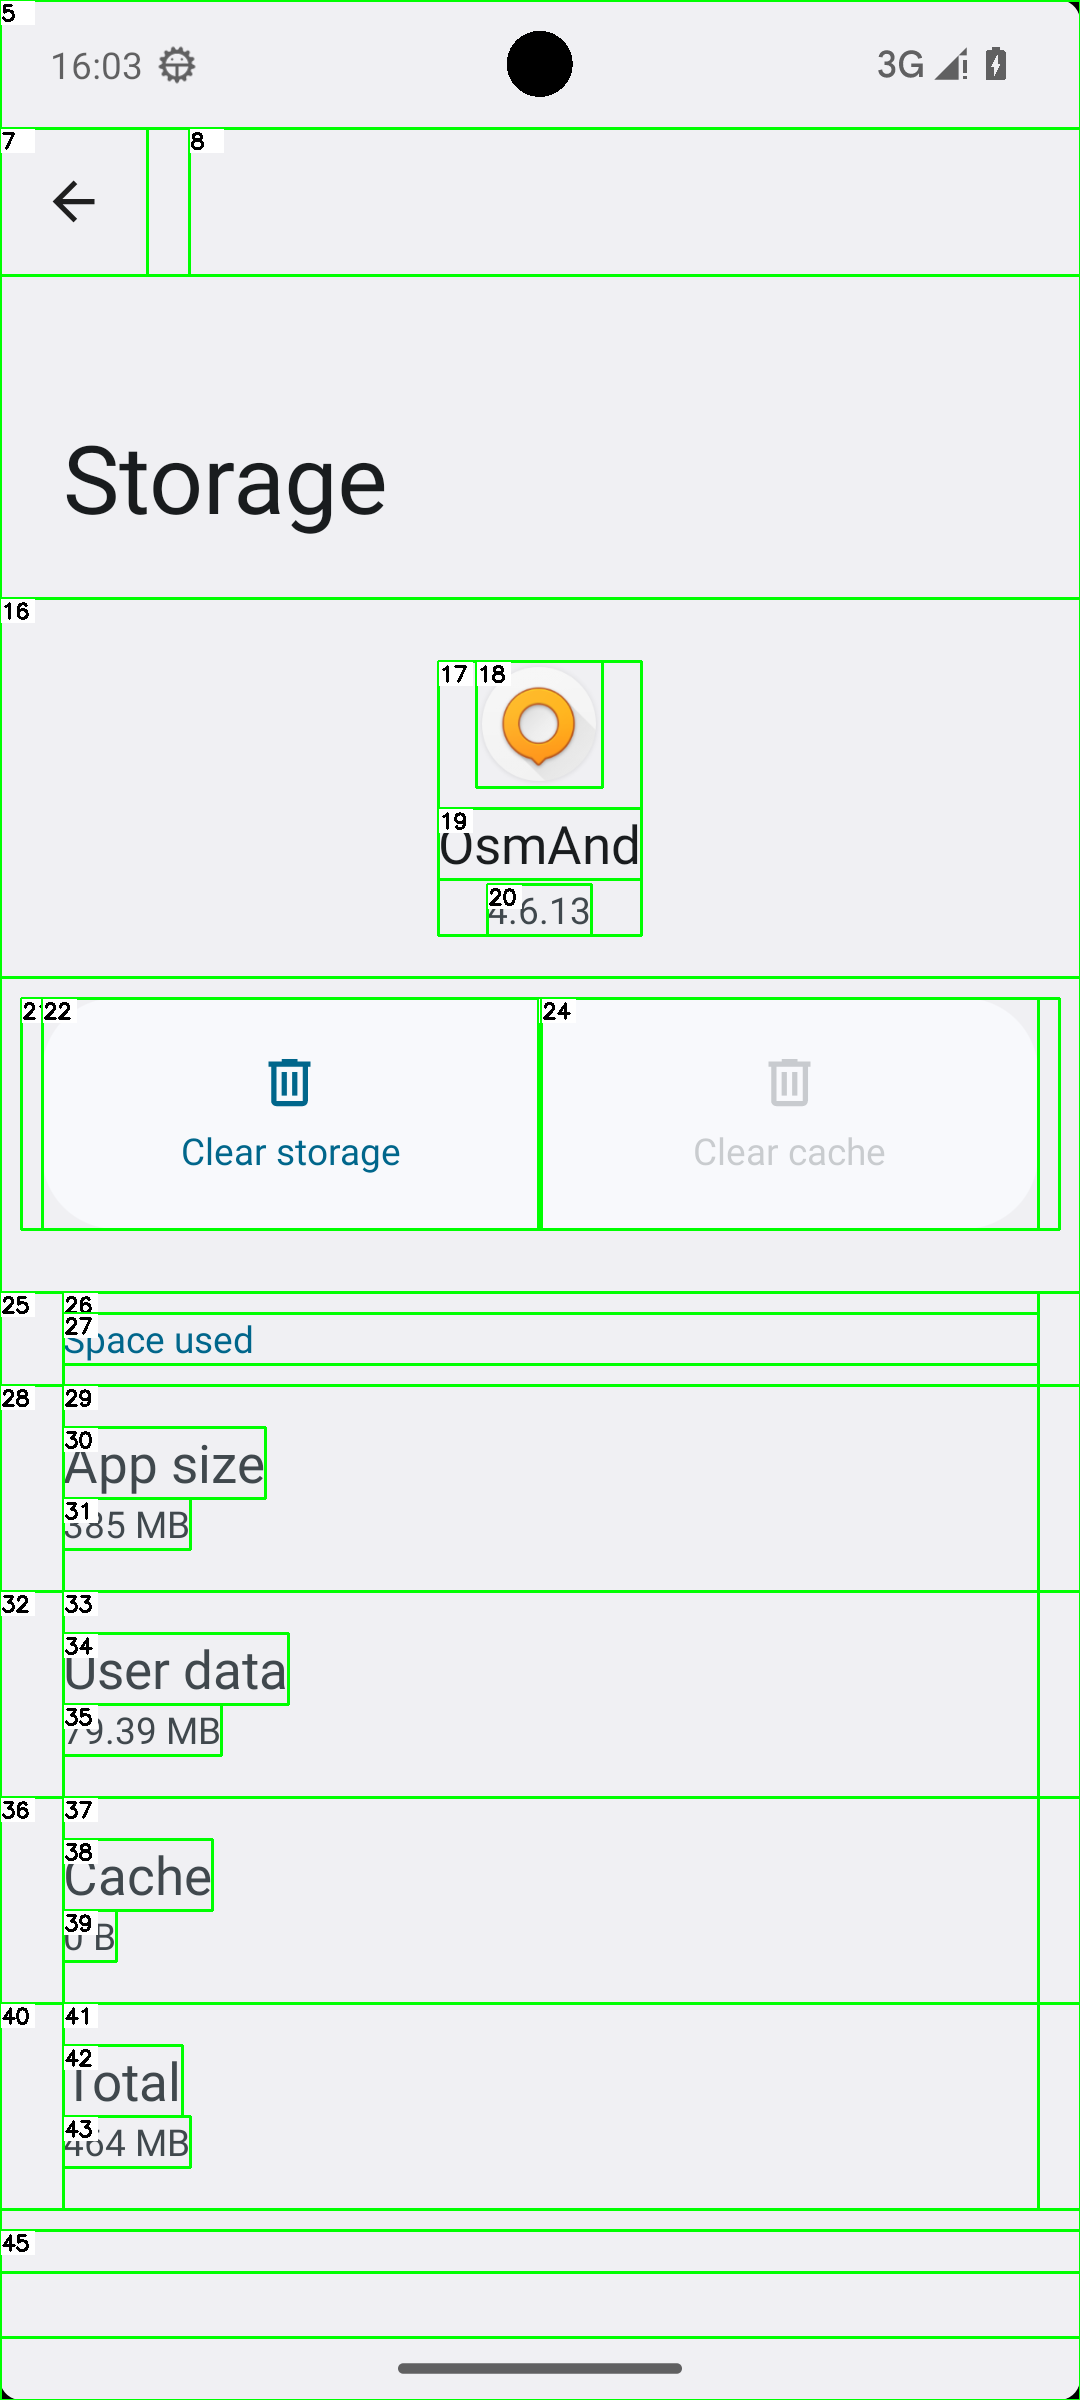 5
16:03
3G
7
8
Storage
16
17
18
19
OsmAnd
20
4.6.13
21
22
24
Clear storage
Clear cache
25
26
27
Space used
28
29
30
App size
31
385 MB
32
33
34
User data
35
79.39 MB
36
37
38
Cache
39
0 B
40
41
42
Total
43
464 MB
45